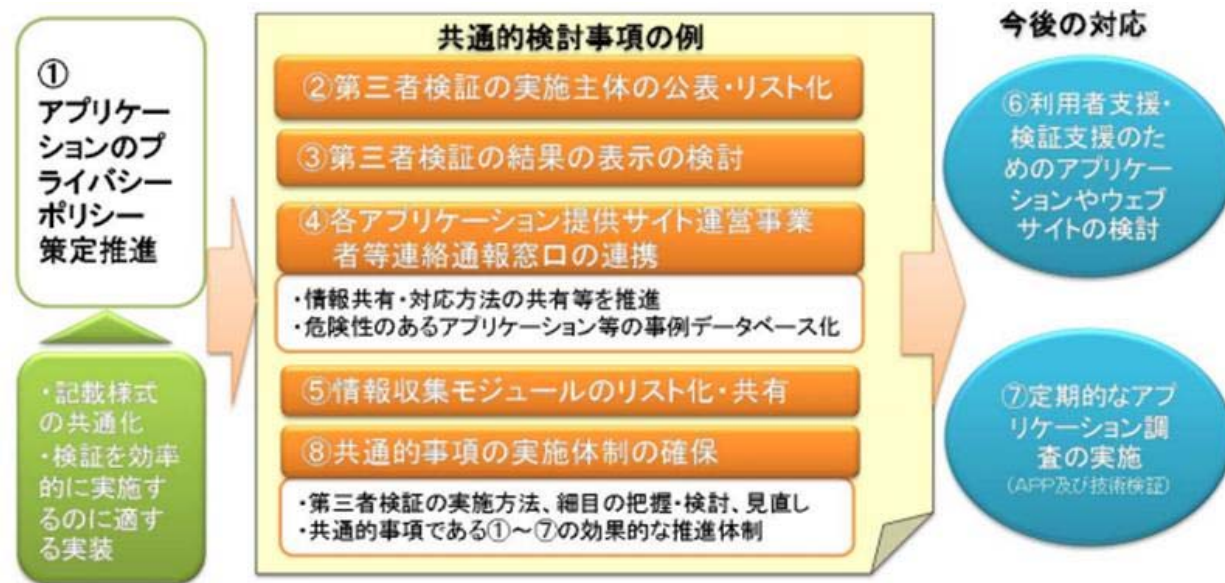 ①
アプリケー
ションのプ
ライバシー
ポリシー
策定推進
・記載様式
の共通化
・検証を効率
的に実施す
るのに適す
る実装
共通的検討事項の例
②第三者検証の実施主体の公表・リスト化
③第三者検証の結果の表示の検討
④各アプリケーション提供サイト運営事業
者等連絡通報窓口の連携
・情報共有・対応方法の共有等を推進
・危険性のあるアプリケーション等の事例データベース化
⑤情報収集モジュールのリスト化・共有
⑧共通的事項の実施体制の確保
・第三者検証の実施方法、細目の把握・検討、見直し
・共通的事項である①～⑦の効果的な推進体制
今後の対応
⑥利用者支援・
検証支援のた
めのアプリケー
ションやウェブ
サイトの検討
⑦定期的なアプ
リケーション調
査の実施
(APP及び技術検証)